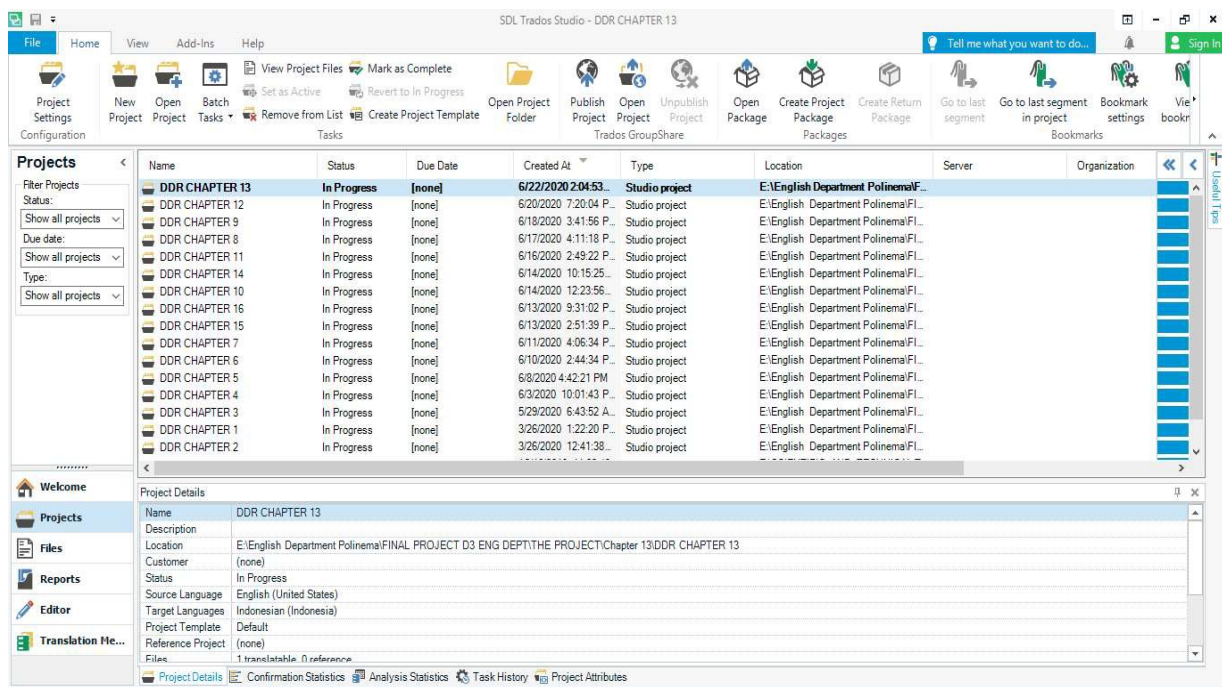 SDL Trados Studio - DDR CHAPTER 13
File Home View Add-Ins Help Tell me what you want to do... Sign In
Project Settings
Configuration
New Project
Open Project
Batch Tasks
View Project Files
Mark as Complete
Set as Active
Revert to In Progress
Remove from List
Create Project Template
Tasks
Open Project Folder
Publish Project
Open Project
Unpublish Project
Trados GroupShare
Open Package
Create Project Package
Create Return Package
Packages
Go to last segment
Go to last segment in project
Bookmark settings
Bookmarks
Projects
Filter Projects
Status:
Show all projects
Due date:
Show all projects
Type:
Show all projects
Name Status Due Date Created At Type Location Server Organization
DDR CHAPTER 13 In Progress [none] 6/22/2020 2:04:53... Studio project E:\English Department Polinema\F...
DDR CHAPTER 12 In Progress [none] 6/20/2020 7:20:04 P... Studio project E:\English Department Polinema\FI...
DDR CHAPTER 9 In Progress [none] 6/18/2020 3:41:56 P... Studio project E:\English Department Polinema\FI...
DDR CHAPTER 8 In Progress [none] 6/17/2020 4:11:18 P... Studio project E:\English Department Polinema\FI...
DDR CHAPTER 11 In Progress [none] 6/16/2020 2:49:22 P... Studio project E:\English Department Polinema\FI...
DDR CHAPTER 14 In Progress [none] 6/14/2020 10:15:25... Studio project E:\English Department Polinema\FI...
DDR CHAPTER 10 In Progress [none] 6/14/2020 12:23:56... Studio project E:\English Department Polinema\FI...
DDR CHAPTER 16 In Progress [none] 6/13/2020 9:31:02 P... Studio project E:\English Department Polinema\FI...
DDR CHAPTER 15 In Progress [none] 6/13/2020 2:51:39 P... Studio project E:\English Department Polinema\FI...
DDR CHAPTER 7 In Progress [none] 6/11/2020 4:06:34 P... Studio project E:\English Department Polinema\FI...
DDR CHAPTER 6 In Progress [none] 6/10/2020 2:44:34 P... Studio project E:\English Department Polinema\FI...
DDR CHAPTER 5 In Progress [none] 6/8/2020 4:42:21 PM Studio project E:\English Department Polinema\FI...
DDR CHAPTER 4 In Progress [none] 6/3/2020 10:01:43 P... Studio project E:\English Department Polinema\FI...
DDR CHAPTER 3 In Progress [none] 5/29/2020 6:43:52 A... Studio project E:\English Department Polinema\FI...
DDR CHAPTER 1 In Progress [none] 3/26/2020 1:22:20 P... Studio project E:\English Department Polinema\FI...
DDR CHAPTER 2 In Progress [none] 3/26/2020 12:41:38... Studio project E:\English Department Polinema\FI...
Useful Tips
Welcome
Projects
Files
Reports
Editor
Translation Me...
Project Details
Name DDR CHAPTER 13
Description
Location E:\English Department Polinema\FINAL PROJECT D3 ENG DEPT\THE PROJECT\Chapter 13\DDR CHAPTER 13
Customer (none)
Status In Progress
Source Language English (United States)
Target Languages Indonesian (Indonesia)
Project Template Default
Reference Project (none)
Files 1 translatable, 0 reference
Project Details Confirmation Statistics Analysis Statistics Task History Project Attributes